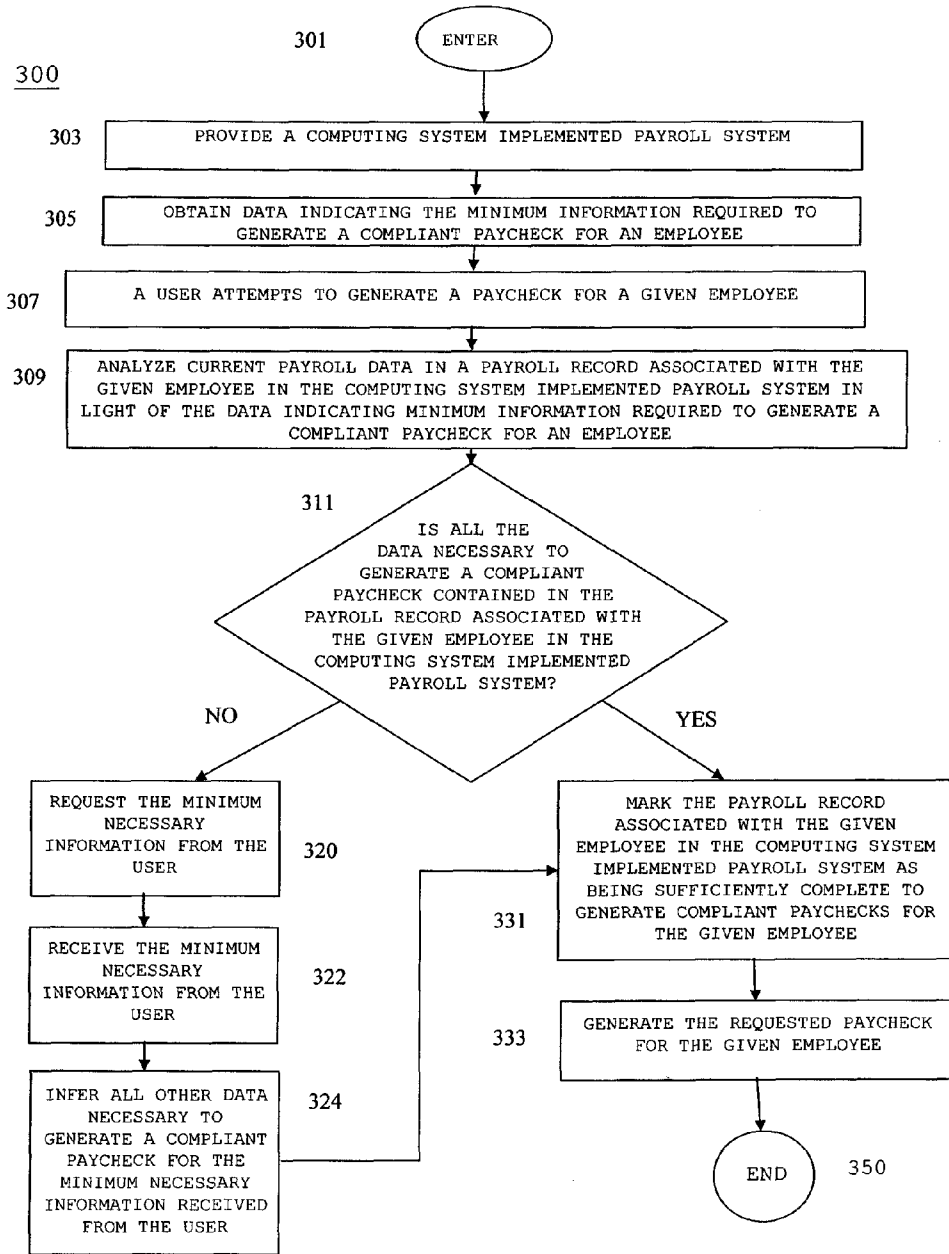 301
ENTER
300
303
PROVIDE A COMPUTING SYSTEM IMPLEMENTED PAYROLL SYSTEM
305
OBTAIN DATA INDICATING THE MINIMUM INFORMATION REQUIRED TO
GENERATE A COMPLIANT PAYCHECK FOR AN EMPLOYEE
307
A USER ATTEMPTS TO GENERATE A PAYCHECK FOR A GIVEN EMPLOYEE
309
ANALYZE CURRENT PAYROLL DATA IN A PAYROLL RECORD ASSOCIATED WITH THE
GIVEN EMPLOYEE IN THE COMPUTING SYSTEM IMPLEMENTED PAYROLL SYSTEM IN
LIGHT OF THE DATA INDICATING MINIMUM INFORMATION REQUIRED TO GENERATE A
COMPLIANT PAYCHECK FOR AN EMPLOYEE
311
IS ALL THE
DATA NECESSARY TO
GENERATE A COMPLIANT
PAYCHECK CONTAINED IN THE
PAYROLL RECORD ASSOCIATED WITH
THE GIVEN EMPLOYEE IN THE
COMPUTING SYSTEM IMPLEMENTED
PAYROLL SYSTEM?
NO
YES
REQUEST THE MINIMUM
NECESSARY
INFORMATION FROM THE
USER
320
RECEIVE THE MINIMUM
NECESSARY
INFORMATION FROM THE
USER
322
INFER ALL OTHER DATA
NECESSARY TO
GENERATE A COMPLIANT
PAYCHECK FOR THE
MINIMUM NECESSARY
INFORMATION RECEIVED
FROM THE USER
324
MARK THE PAYROLL RECORD
ASSOCIATED WITH THE GIVEN
EMPLOYEE IN THE COMPUTING SYSTEM
IMPLEMENTED PAYROLL SYSTEM AS
BEING SUFFICIENTLY COMPLETE TO
GENERATE COMPLIANT PAYCHECKS FOR
THE GIVEN EMPLOYEE
331
GENERATE THE REQUESTED PAYCHECK
FOR THE GIVEN EMPLOYEE
333
END
350